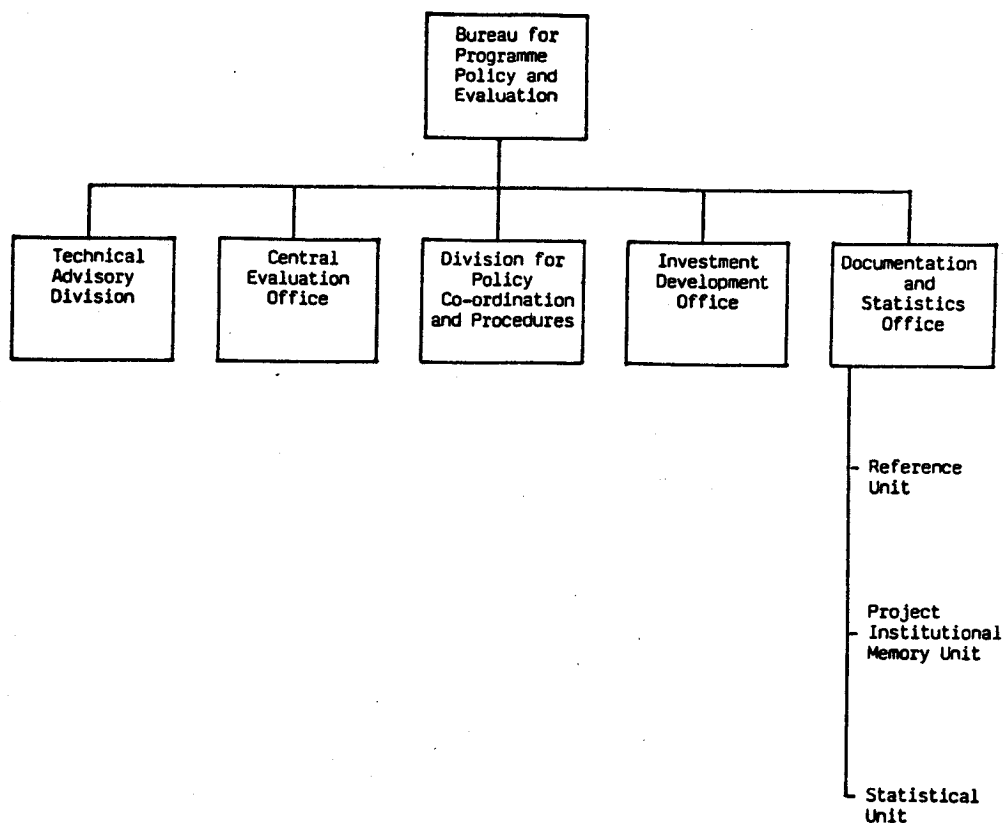 Bureau for
Programme
Policy and
Evaluation
Technical
Advisory
Division
Central
Evaluation
Office
Division for
Policy
Co-ordination
and Procedures
Investment
Development
Office
Documentation
and
Statistics
Office
Reference
Unit
Project
Institutional
Memory Unit
Statistical
Unit